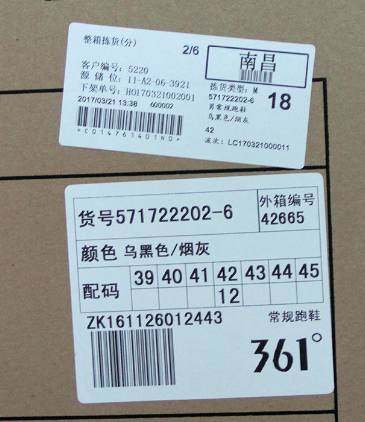 整箱拣货(分)
2/6
南昌
客户编号: 5220
源 储 位: 11-A2-06-3921
下架单号: HO170321002001
2017/03/21 13:38 600002
*C014761401N0*
拣货类型: M
571722202-6
18
男常规跑鞋
乌黑色/烟灰
42
波次: LC170321000011
货号571722202-6
外箱编号
42665
颜色 乌黑色/烟灰
配码 39 40 41 42 43 44 45
12
ZK161126012443
常规跑鞋
361°